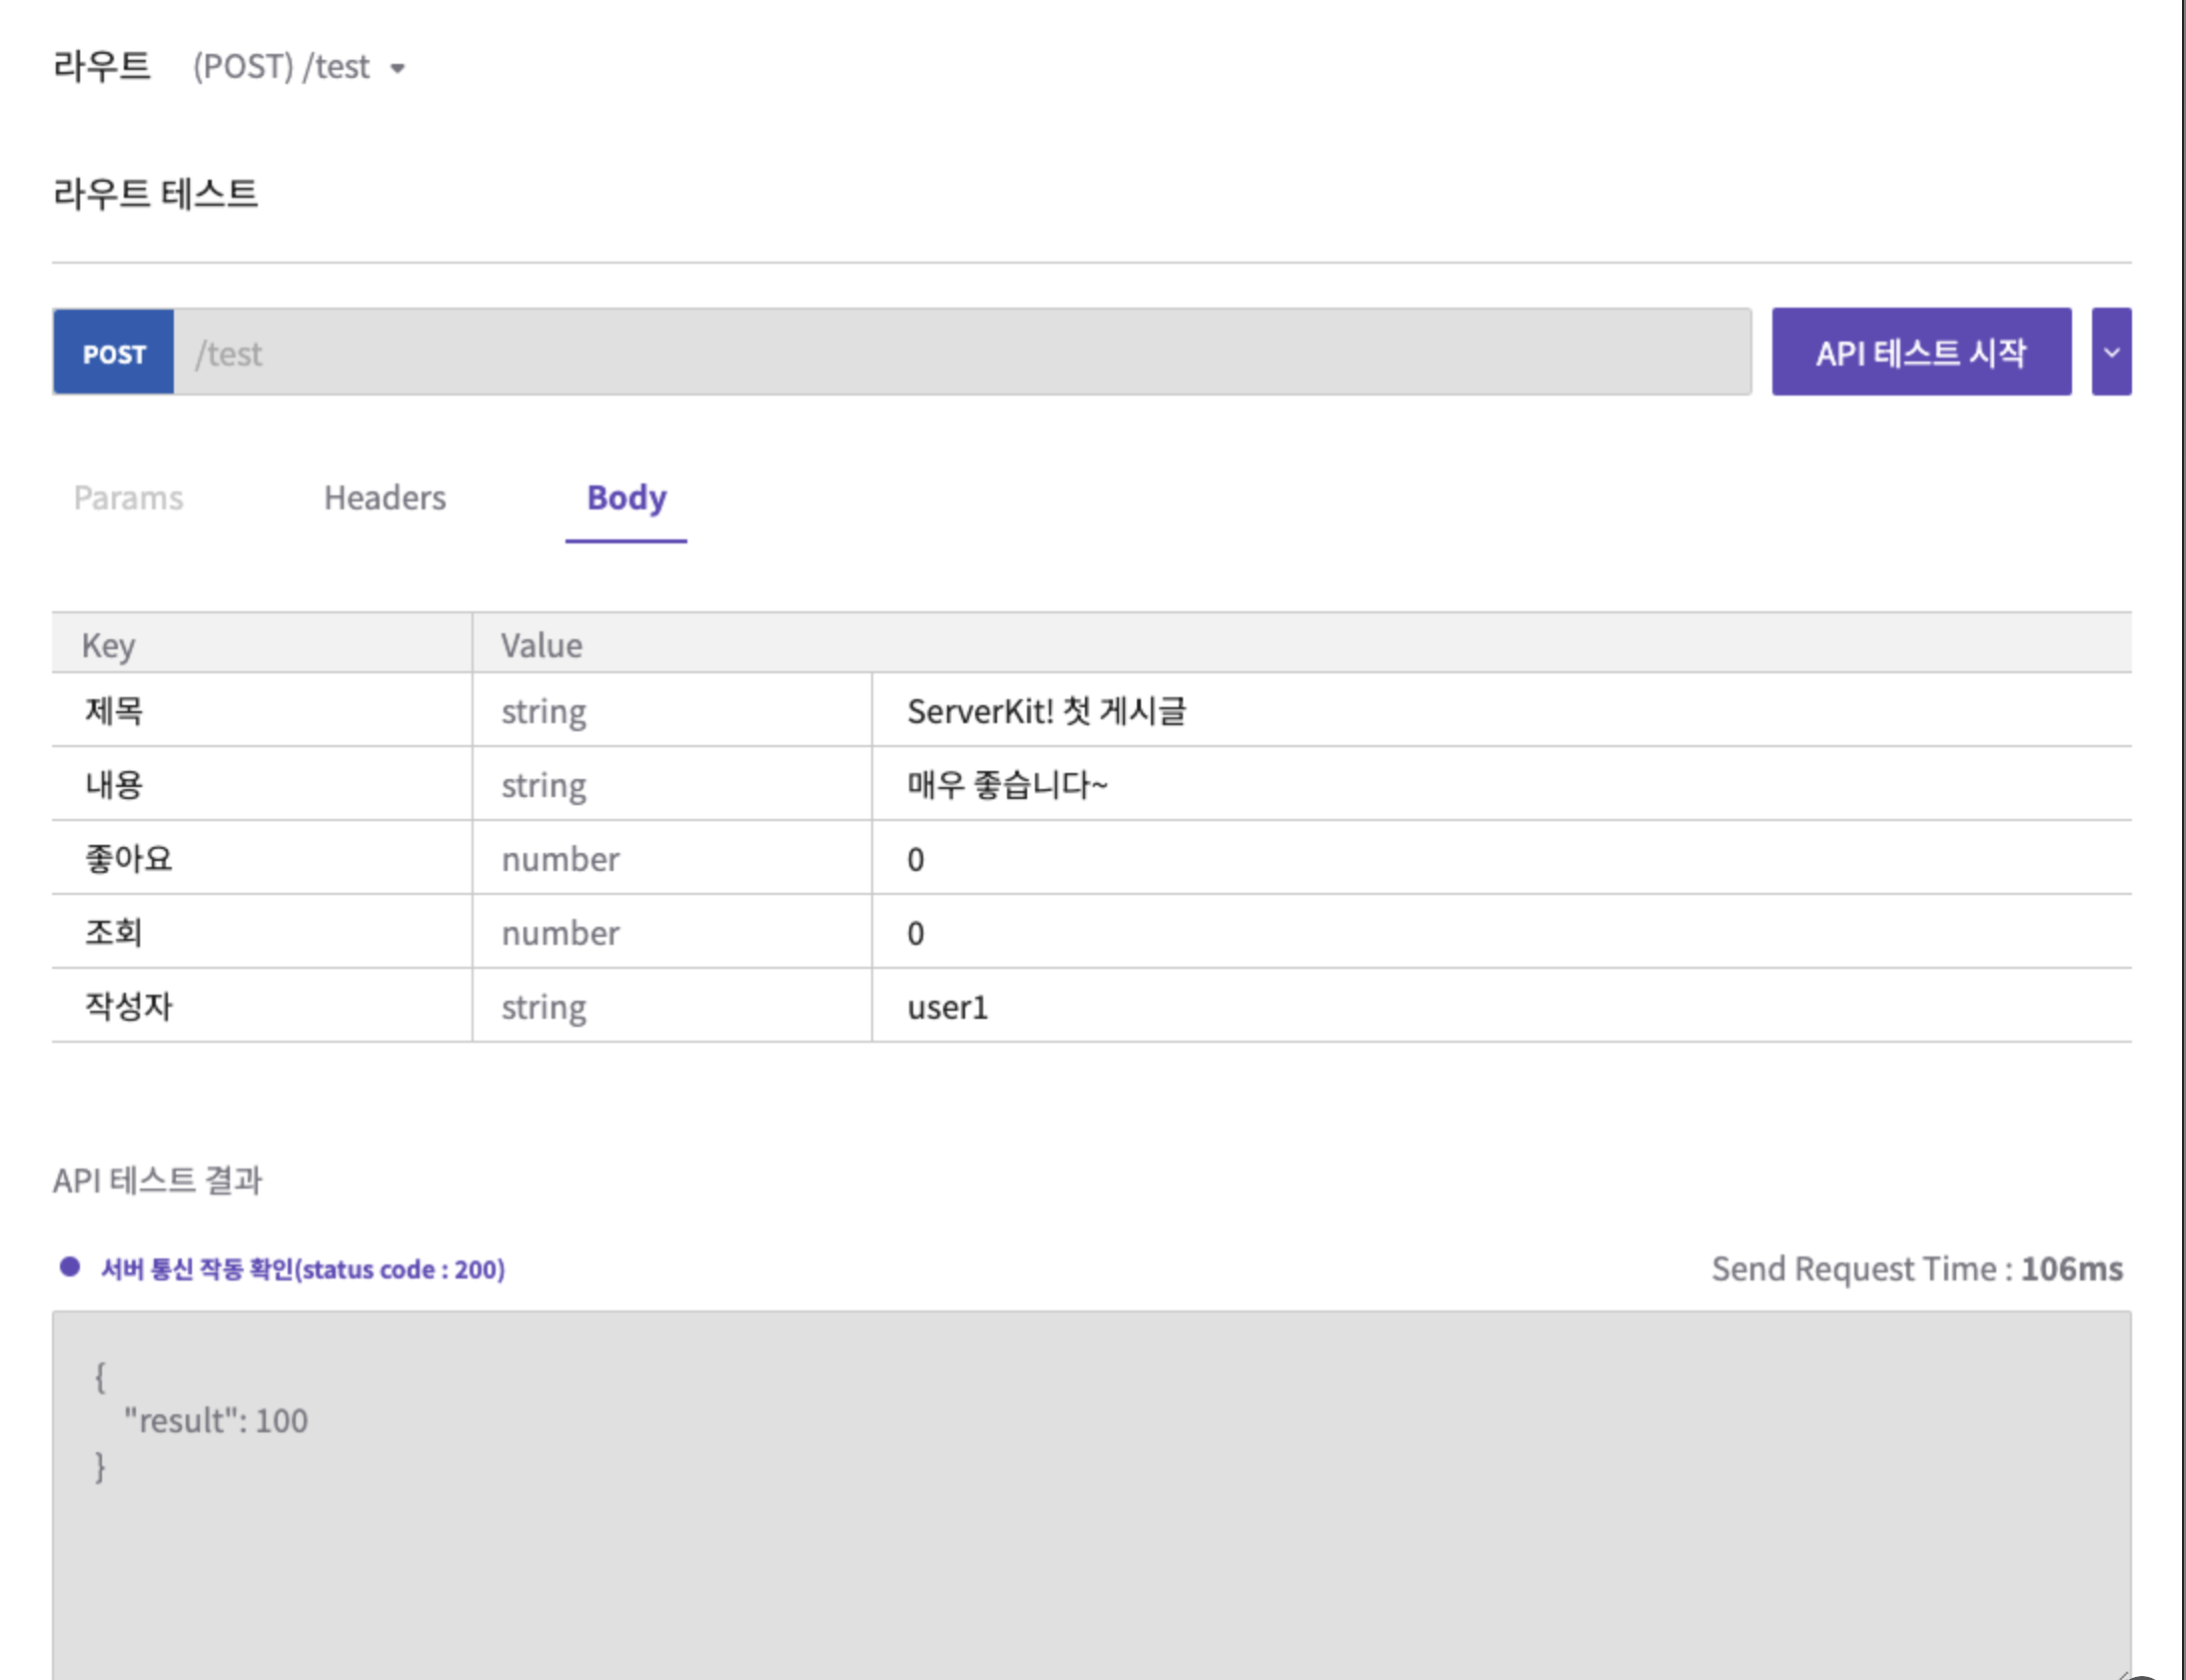 라우트 (POST) /test
라우트 테스트
POST /test API 테스트 시작
Params Headers Body
Key Value
제목 string ServerKit! 첫 게시글
내용 string 매우 좋습니다~
좋아요 number 0
조회 number 0
작성자 string user1
API 테스트 결과
서버 통신 작동 확인(status code : 200) Send Request Time : 106ms
{
"result": 100
}